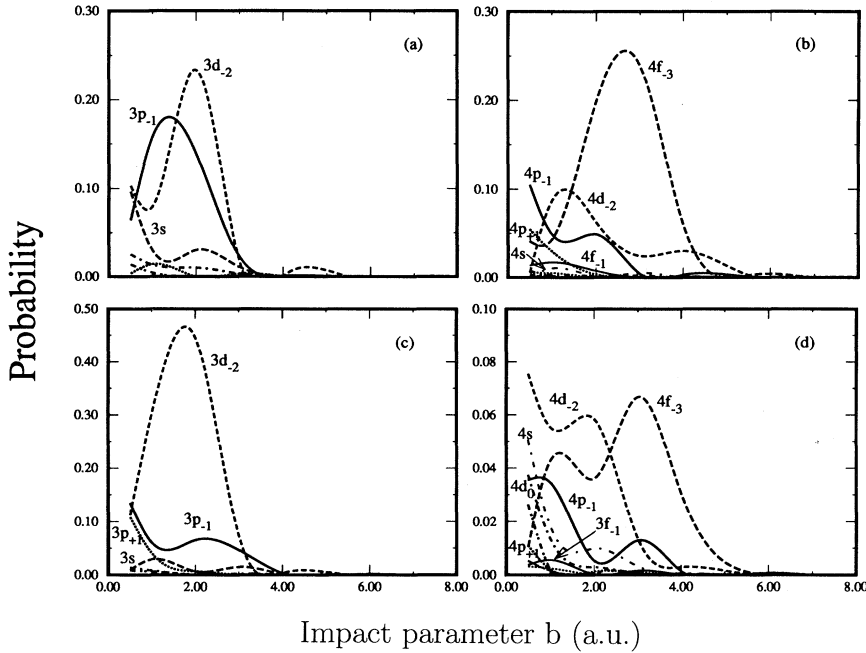 Probability
0.30
0.20
0.10
0.00
(a)
3d-2
3p-1
3s
0.30
0.20
0.10
0.00
(b)
4f-3
4p-1
4d-2
4p+1
4s
4f-1
0.50
0.40
0.30
0.20
0.10
0.00
(c)
3d-2
3p-1
3p+1
3s
0.00 2.00 4.00 6.00 8.00
0.10
0.08
0.06
0.04
0.02
0.00
(d)
4d-2
4f-3
4s
4d0
4p-1
3f-1
4p+1
0.00 2.00 4.00 6.00 8.00
Impact parameter b (a.u.)